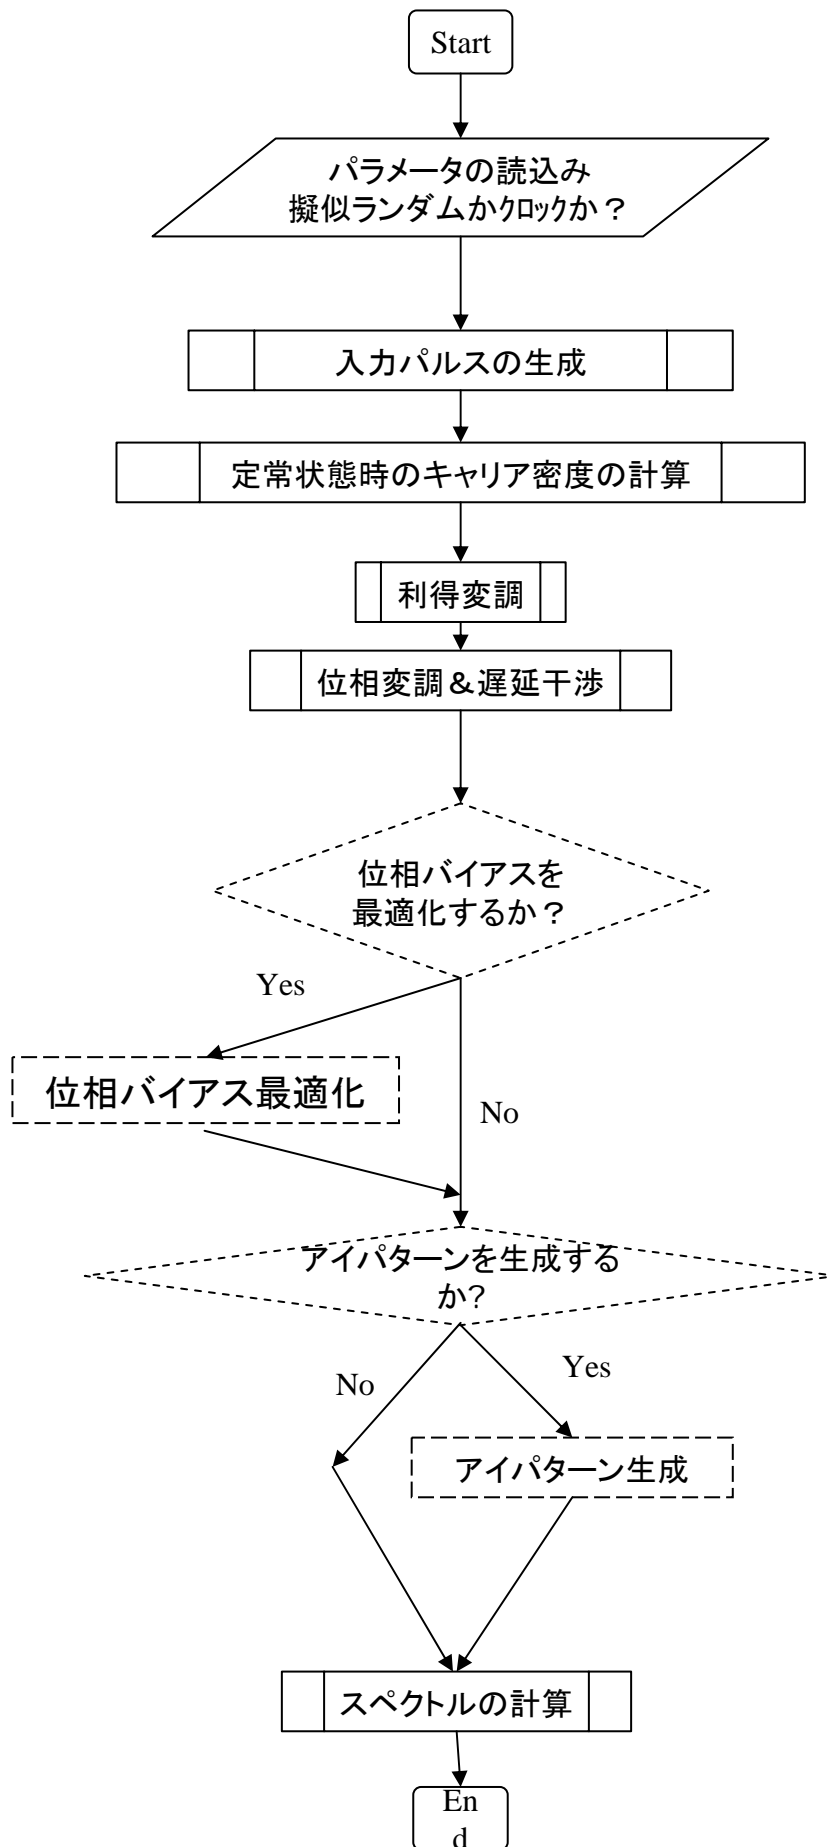 Start
パラメータの読込み
擬似ランダムかｸﾛｯｸか？
入力パルスの生成
定常状態時のキャリア密度の計算
利得変調
位相変調＆遅延干渉
位相バイアスを
最適化するか？
Yes
位相バイアス最適化
No
アイパターンを生成する
か?
No
Yes
アイパターン生成
スペクトルの計算
En
d